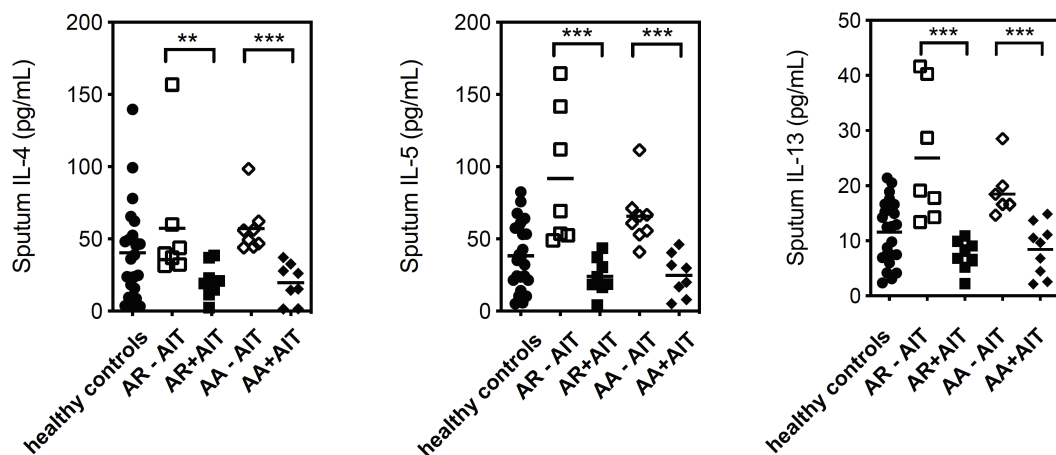 Sputum IL-4 (pg/mL)
200
150
100
50
0
**
***
healthy controls
AR - AIT
AR+AIT
AA - AIT
AA+AIT
Sputum IL-5 (pg/mL)
200
150
100
50
0
***
***
healthy controls
AR - AIT
AR+AIT
AA - AIT
AA+AIT
Sputum IL-13 (pg/mL)
50
40
30
20
10
0
***
***
healthy controls
AR - AIT
AR+AIT
AA - AIT
AA+AIT